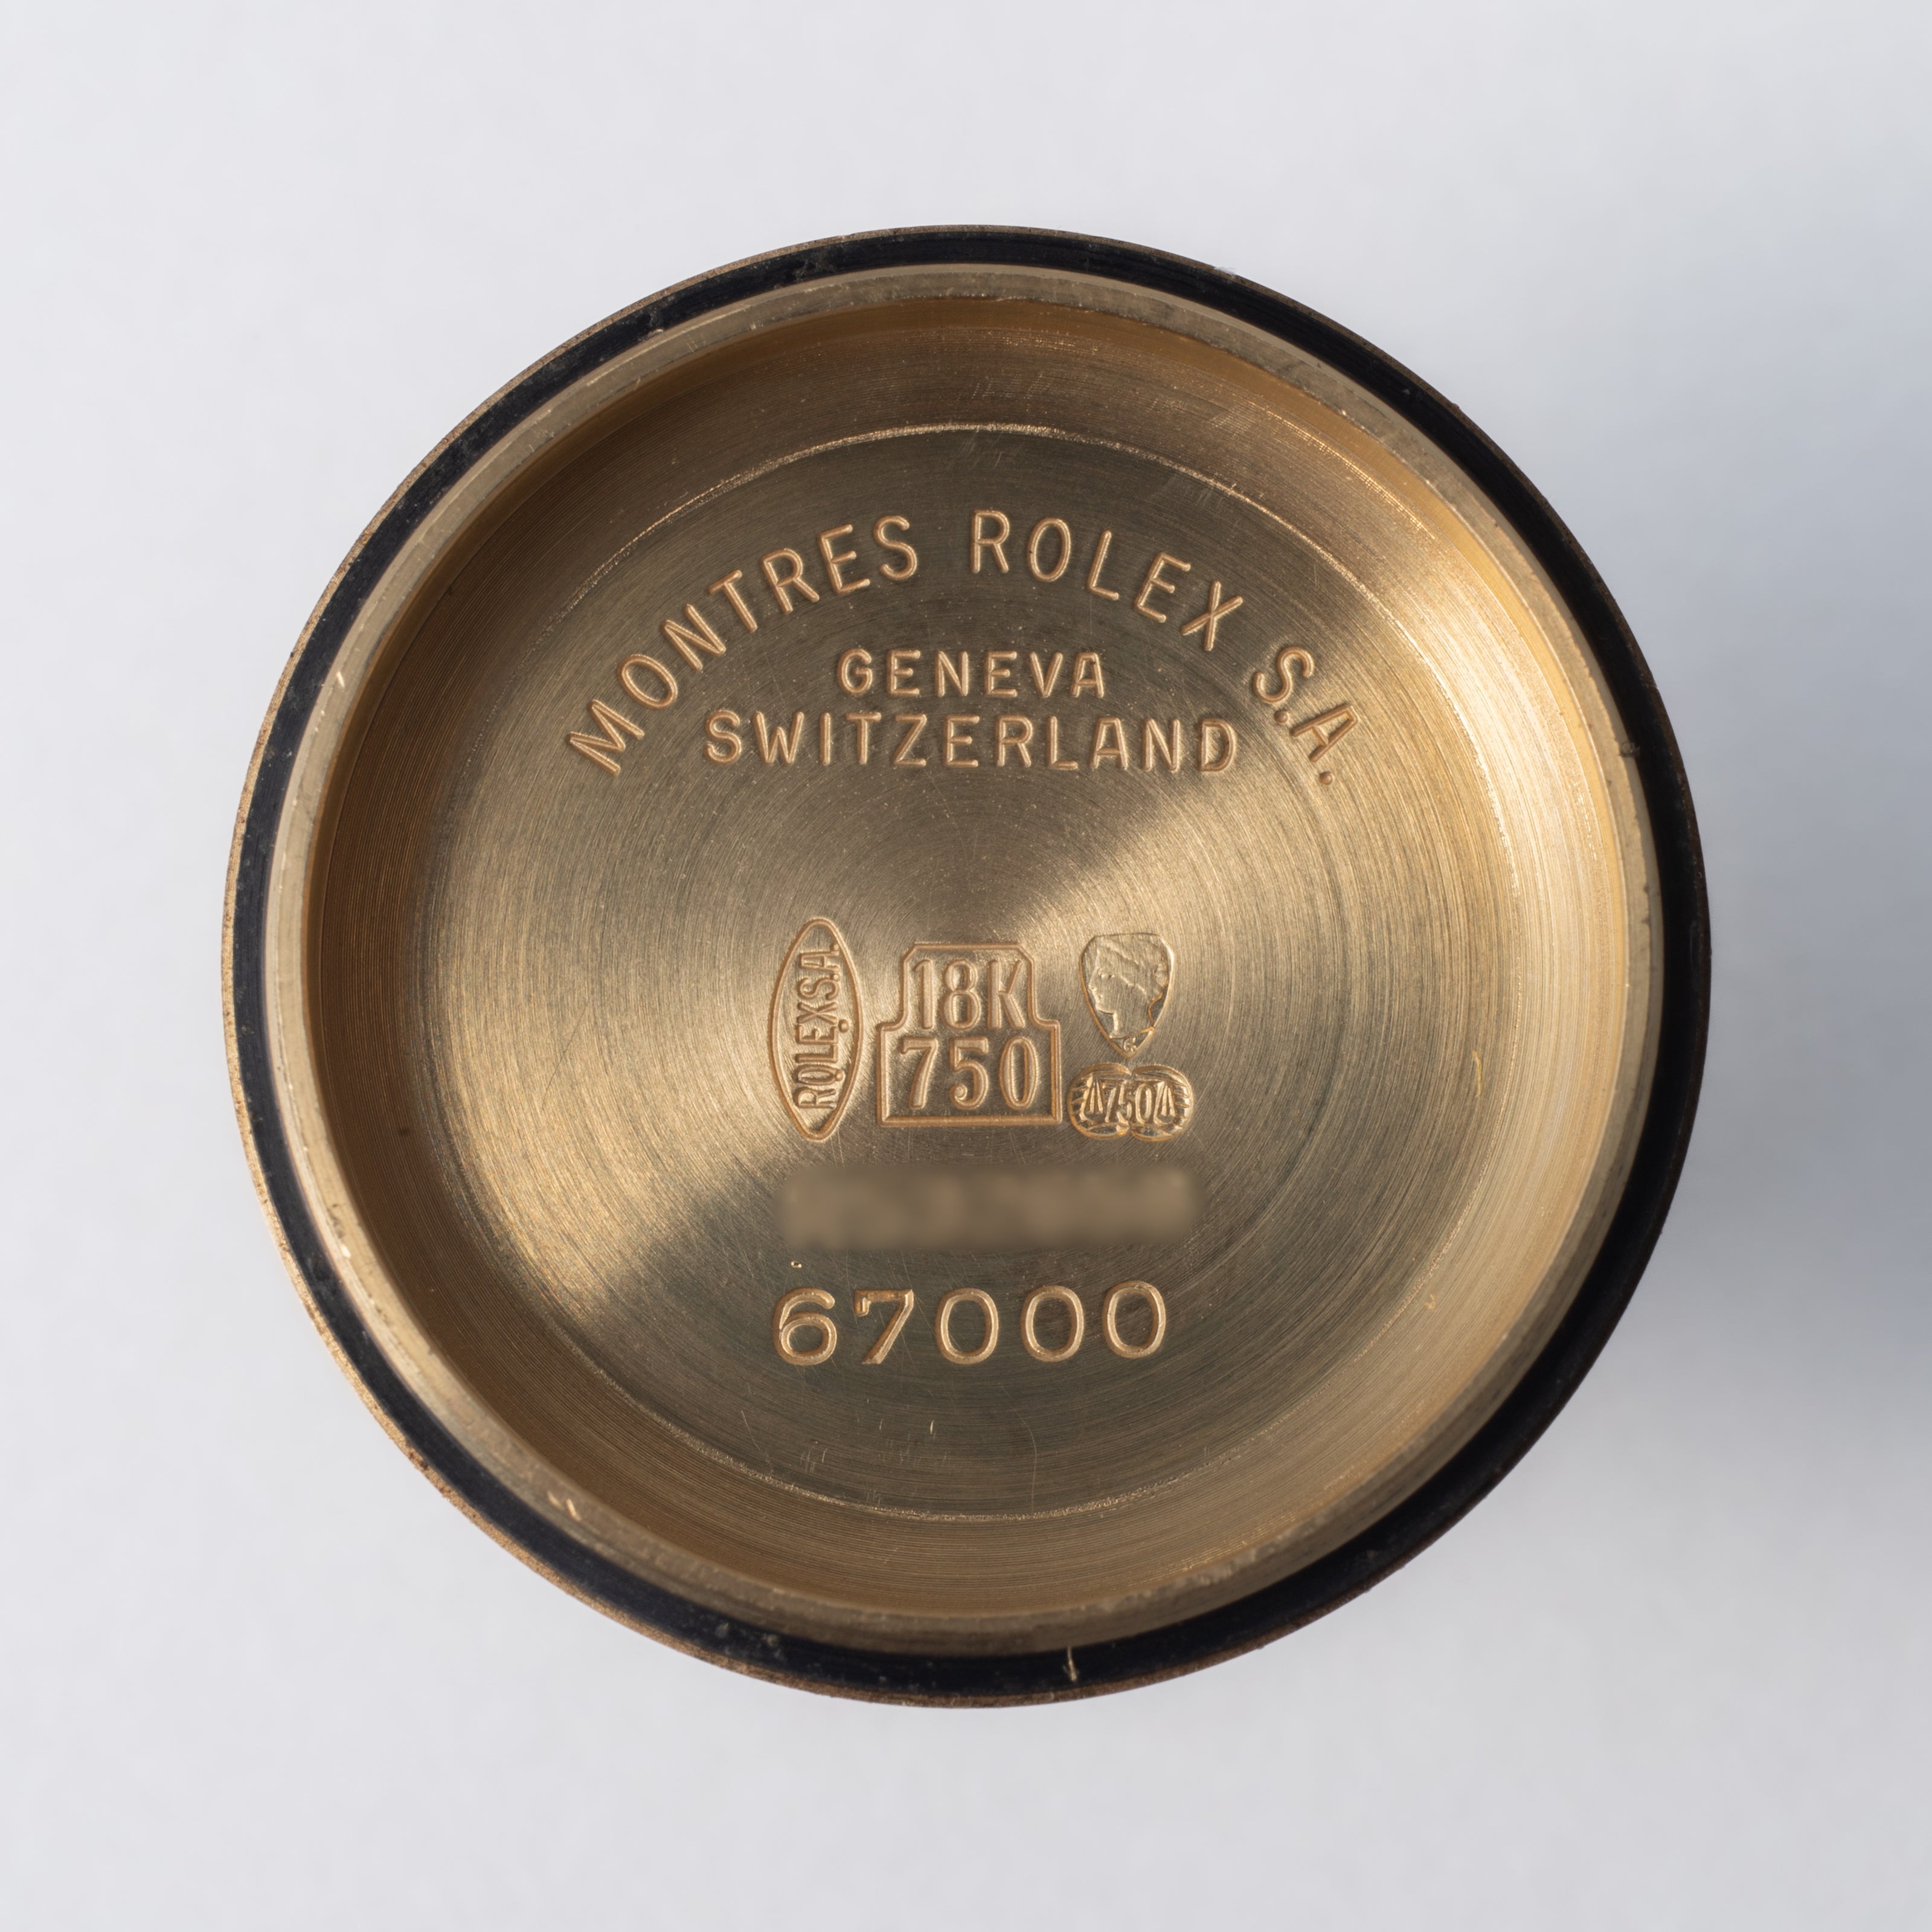 MONTRES ROLEX S.A.
GENEVA
SWITZERLAND
ROLEX S.A.
18K
750
750
67000